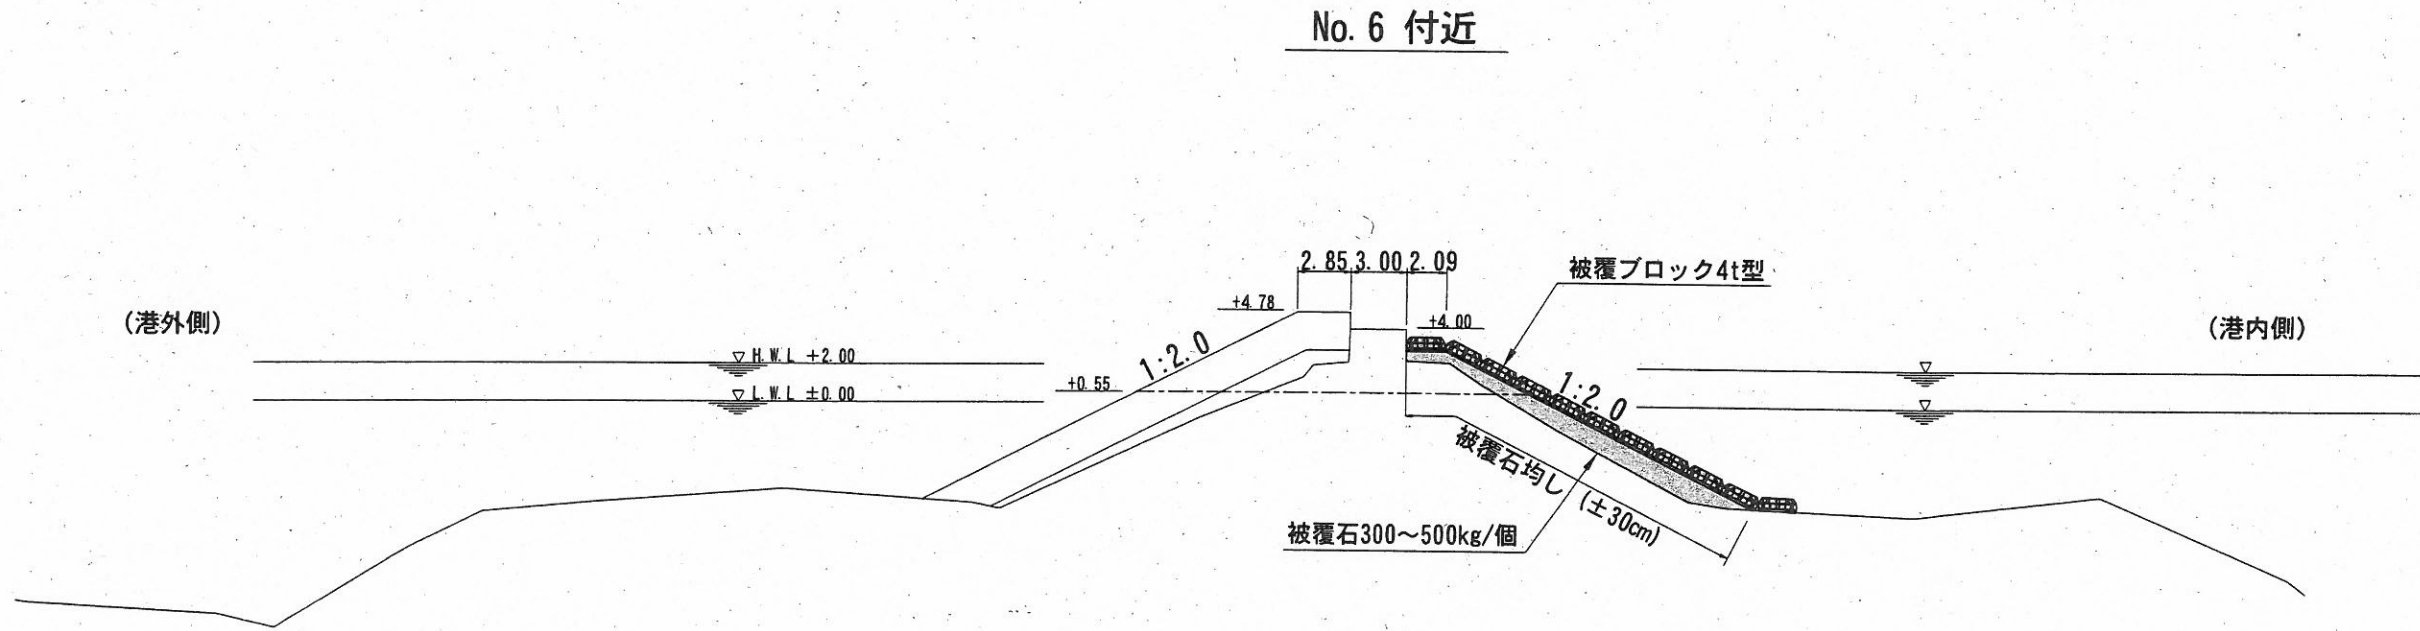 No. 6 付近
2.85 3.00 2.09
被覆ブロック4t型
+4.78
+4.00
(港外側)
(港内側)
1:2.0
H.W.L +2.00
+0.55
L.W.L ±0.00
1:2.0
被覆石均し (±30cm)
被覆石300～500kg/個